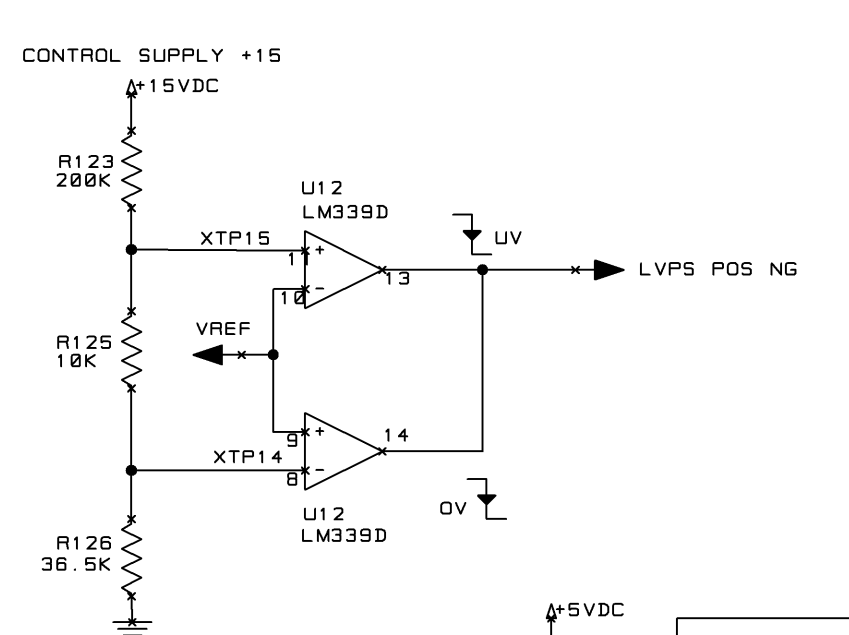 CONTROL SUPPLY +15
+15VDC
R123
200K
U12
LM339D
XTP15
11
+
10
-
13
UV
LVPS POS NG
VREF
R125
10K
9
+
14
XTP14
8
-
OV
U12
LM339D
R126
36.5K
+5VDC